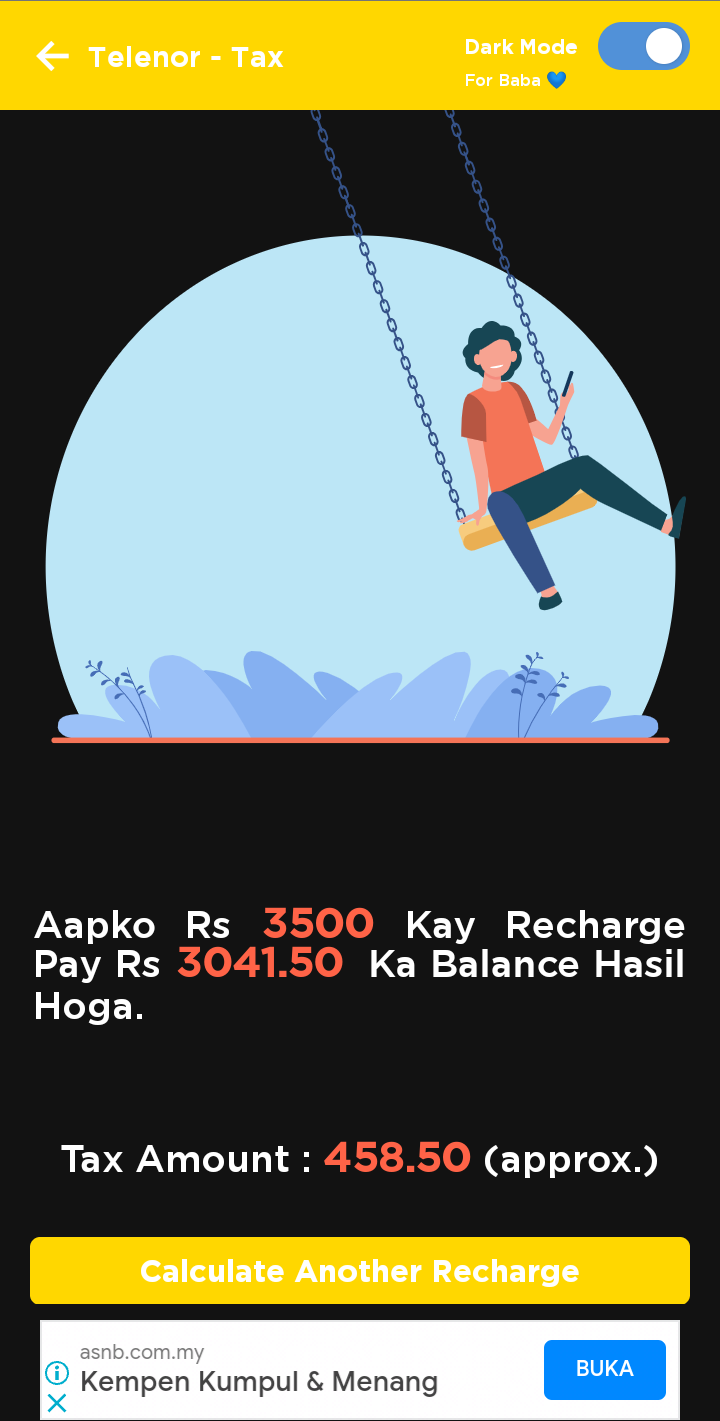 Telenor - Tax
Dark Mode
For Baba 💙
Aapko Rs 3500 Kay Recharge
Pay Rs 3041.50 Ka Balance Hasil
Hoga.
Tax Amount : 458.50 (approx.)
Calculate Another Recharge
asnb.com.my
Kempen Kumpul & Menang
BUKA